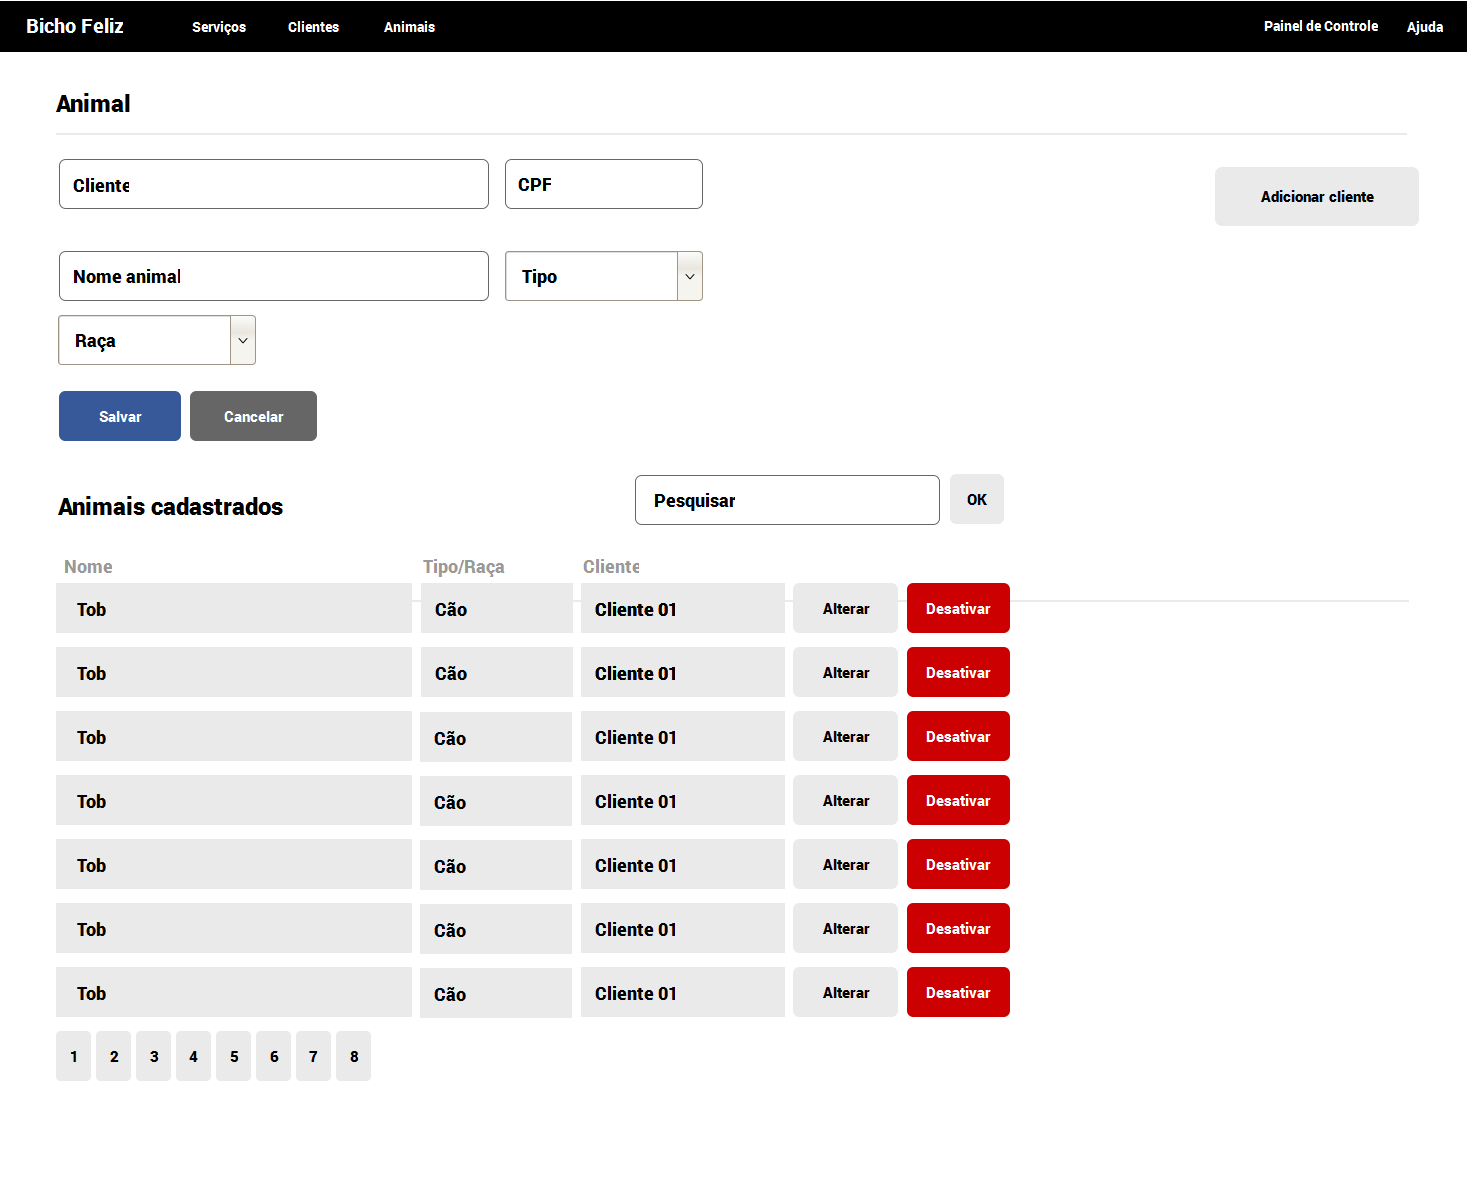 Bicho Feliz Serviços Clientes Animais Painel de Controle Ajuda
Animal
Cliente CPF Adicionar cliente
Nome animal Tipo
Raça
Salvar Cancelar
Animais cadastrados Pesquisar OK
Nome Tipo/Raça Cliente
Tob Cão Cliente 01 Alterar Desativar
Tob Cão Cliente 01 Alterar Desativar
Tob Cão Cliente 01 Alterar Desativar
Tob Cão Cliente 01 Alterar Desativar
Tob Cão Cliente 01 Alterar Desativar
Tob Cão Cliente 01 Alterar Desativar
Tob Cão Cliente 01 Alterar Desativar
1 2 3 4 5 6 7 8